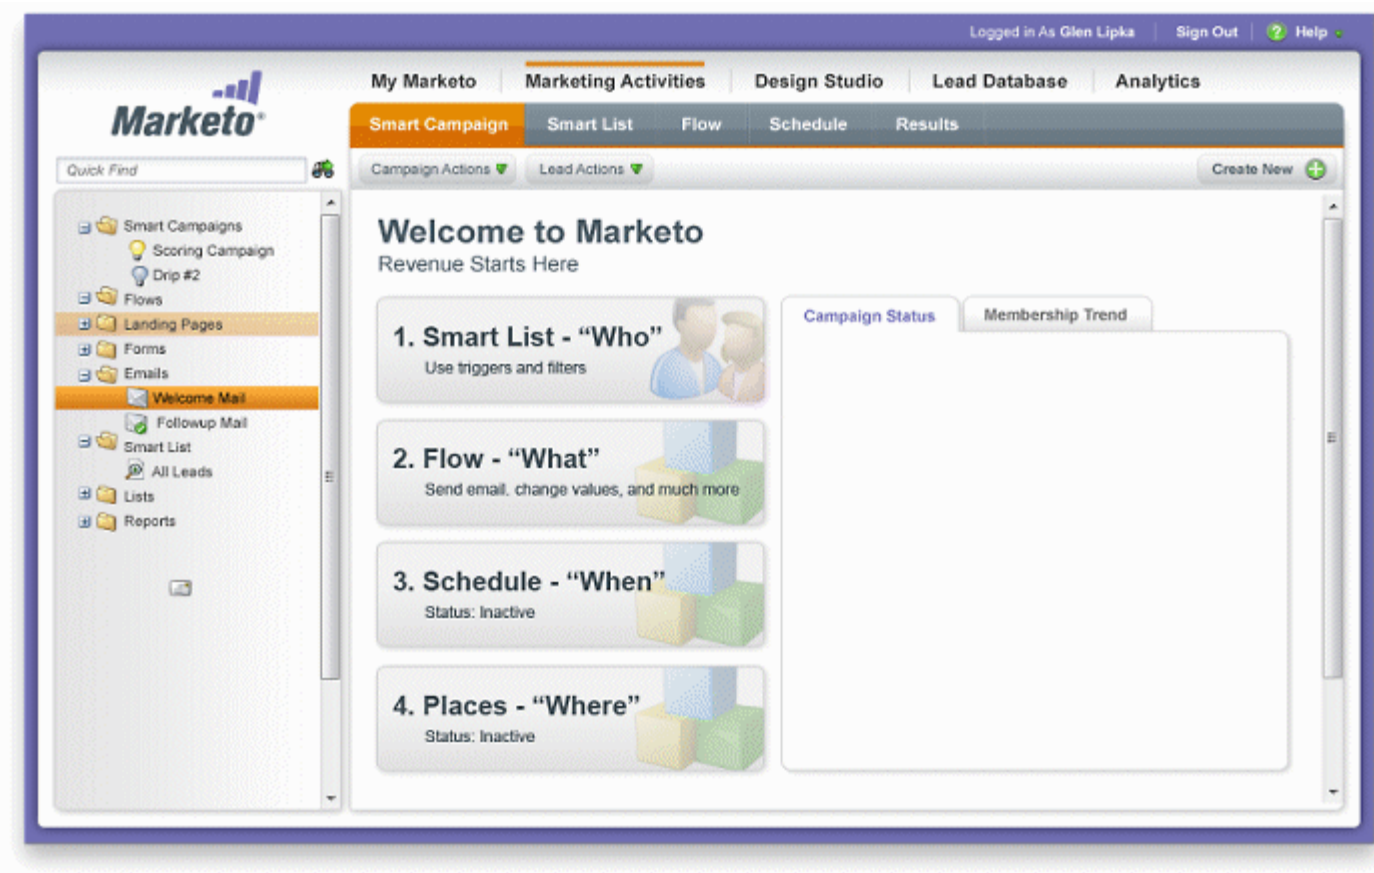 Logged in As Glen Lipka Sign Out Help
Marketo
My Marketo Marketing Activities Design Studio Lead Database Analytics
Smart Campaign Smart List Flow Schedule Results
Quick Find
Campaign Actions Lead Actions Create New
Smart Campaigns
Scoring Campaign
Drip #2
Flows
Landing Pages
Forms
Emails
Welcome Mail
Followup Mail
Smart List
All Leads
Lists
Reports
Welcome to Marketo
Revenue Starts Here
1. Smart List - “Who”
Use triggers and filters
2. Flow - “What”
Send email, change values, and much more
3. Schedule - “When”
Status: Inactive
4. Places - “Where”
Status: Inactive
Campaign Status Membership Trend